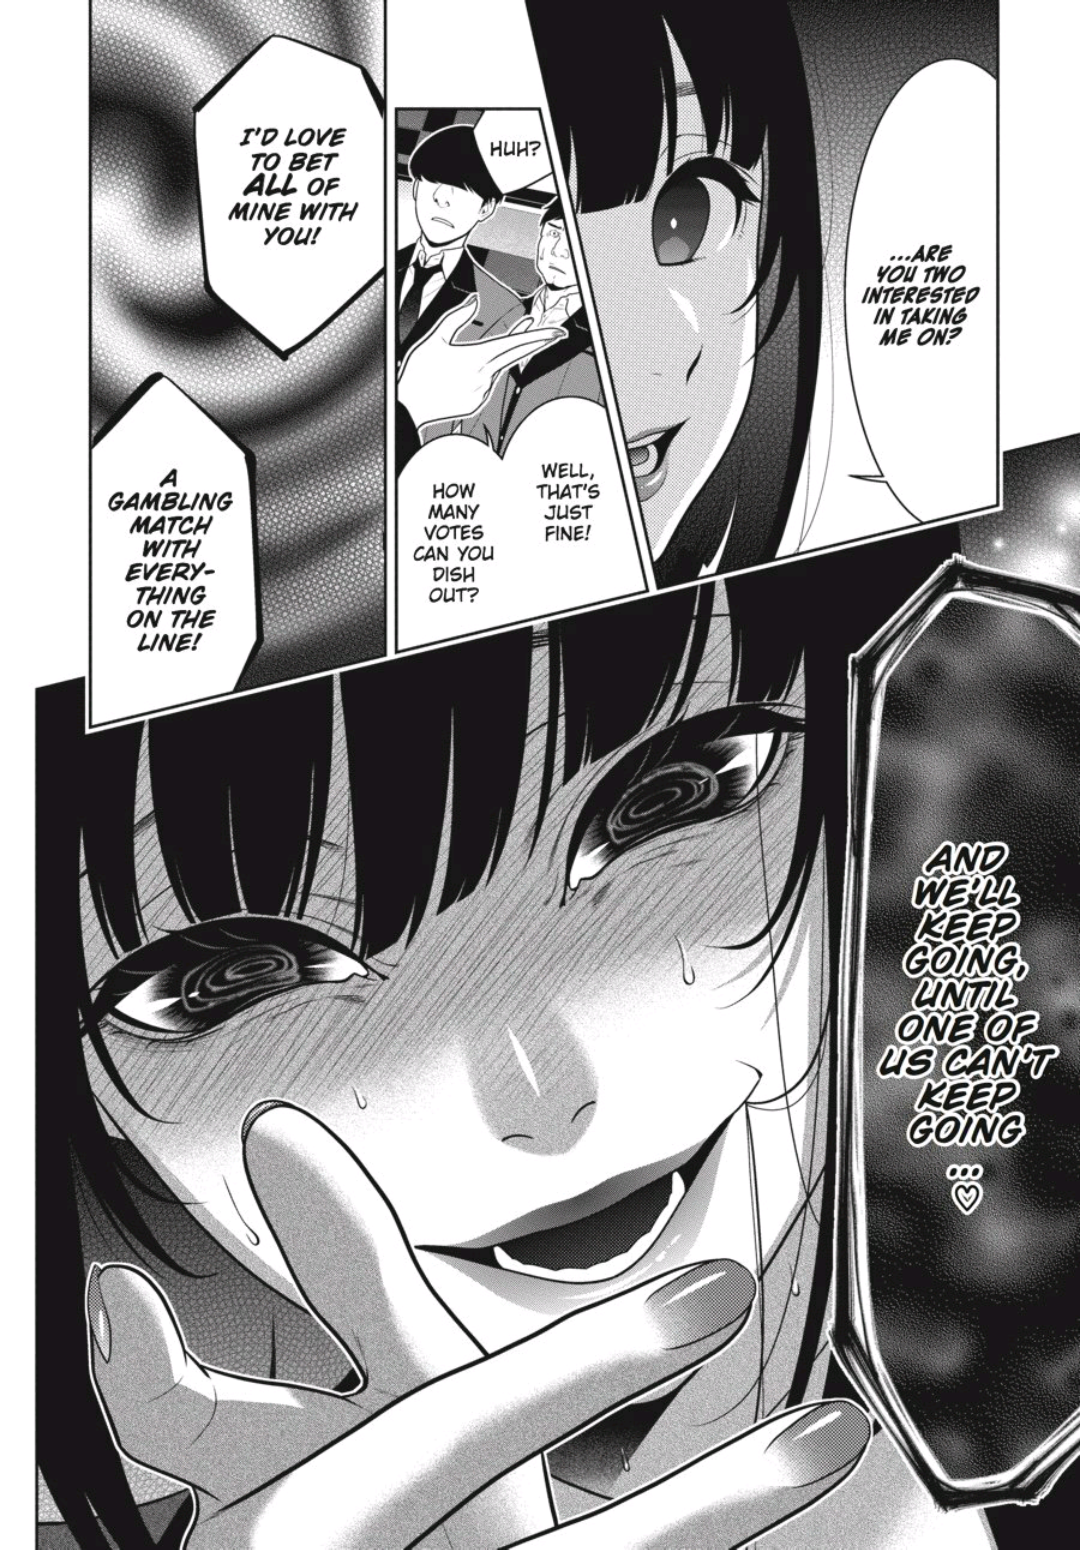 ...ARE
YOU TWO
INTERESTED
IN TAKING
ME ON?
HUH?
WELL,
THAT'S
JUST
FINE!
HOW
MANY
VOTES
CAN YOU
DISH
OUT?
I'D LOVE
TO BET
ALL OF
MINE WITH
YOU!
A
GAMBLING
MATCH
WITH
EVERY-
THING
ON THE
LINE!
AND
WE'LL
KEEP
GOING,
UNTIL
ONE OF
US CAN'T
KEEP
GOING
...
♡